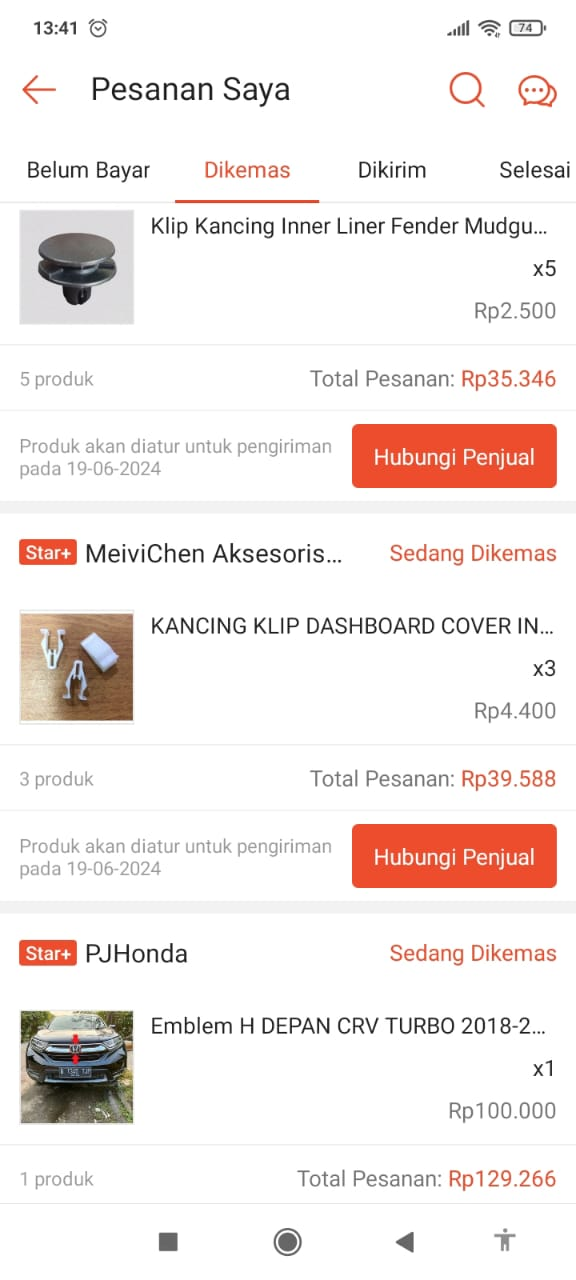 13:41
74
Pesanan Saya
Belum Bayar Dikemas Dikirim Selesai
Klip Kancing Inner Liner Fender Mudgu...
x5
Rp2.500
5 produk Total Pesanan: Rp35.346
Produk akan diatur untuk pengiriman
pada 19-06-2024
Hubungi Penjual
Star+ MeiviChen Aksesoris... Sedang Dikemas
KANCING KLIP DASHBOARD COVER IN...
x3
Rp4.400
3 produk Total Pesanan: Rp39.588
Produk akan diatur untuk pengiriman
pada 19-06-2024
Hubungi Penjual
Star+ PJHonda Sedang Dikemas
Emblem H DEPAN CRV TURBO 2018-2...
x1
Rp100.000
1 produk Total Pesanan: Rp129.266